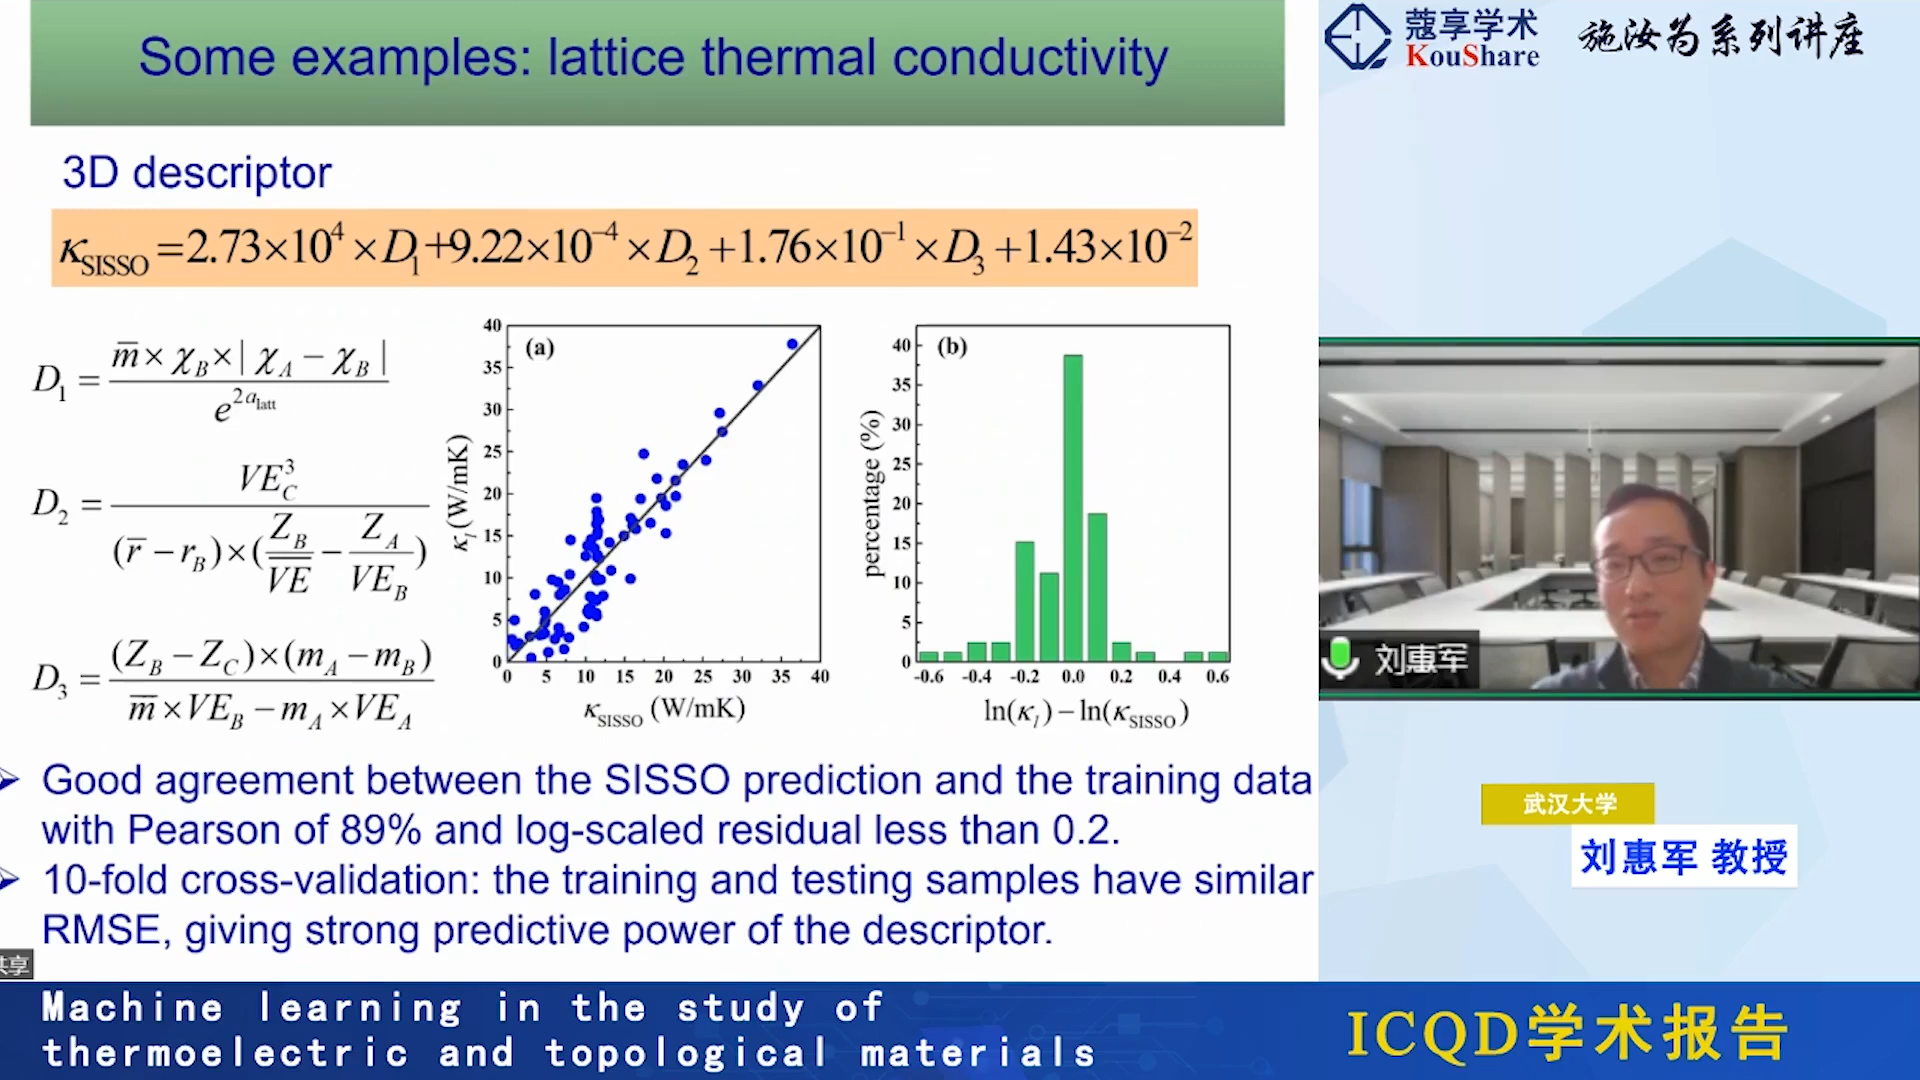 Some examples: lattice thermal conductivity
3D descriptor
κ_SISSO = 2.73×10⁴ × D₁ + 9.22×10⁻⁴ × D₂ + 1.76×10⁻¹ × D₃ + 1.43×10⁻²
D₁ = m̅ × χ_B × | χ_A − χ_B | / e^{2a_latt}
D₂ = VE_C³ / (r̅ − r_B) × (Z_B / V̅E̅ − Z_A / VE_B)
D₃ = (Z_B − Z_C) × (m_A − m_B) / m̅ × VE_B − m_A × VE_A
(a)
κ_l (W/mK)
40
35
30
25
20
15
10
5
0
0 5 10 15 20 25 30 35 40
κ_SISSO (W/mK)
(b)
percentage (%)
40
35
30
25
20
15
10
5
0
-0.6 -0.4 -0.2 0.0 0.2 0.4 0.6
ln(κ_l) − ln(κ_SISSO)
Good agreement between the SISSO prediction and the training data
with Pearson of 89% and log-scaled residual less than 0.2.
10-fold cross-validation: the training and testing samples have similar
RMSE, giving strong predictive power of the descriptor.
共享
蔻享学术
KouShare
施汝为系列讲座
刘惠军
武汉大学
刘惠军 教授
Machine learning in the study of
thermoelectric and topological materials
ICQD学术报告